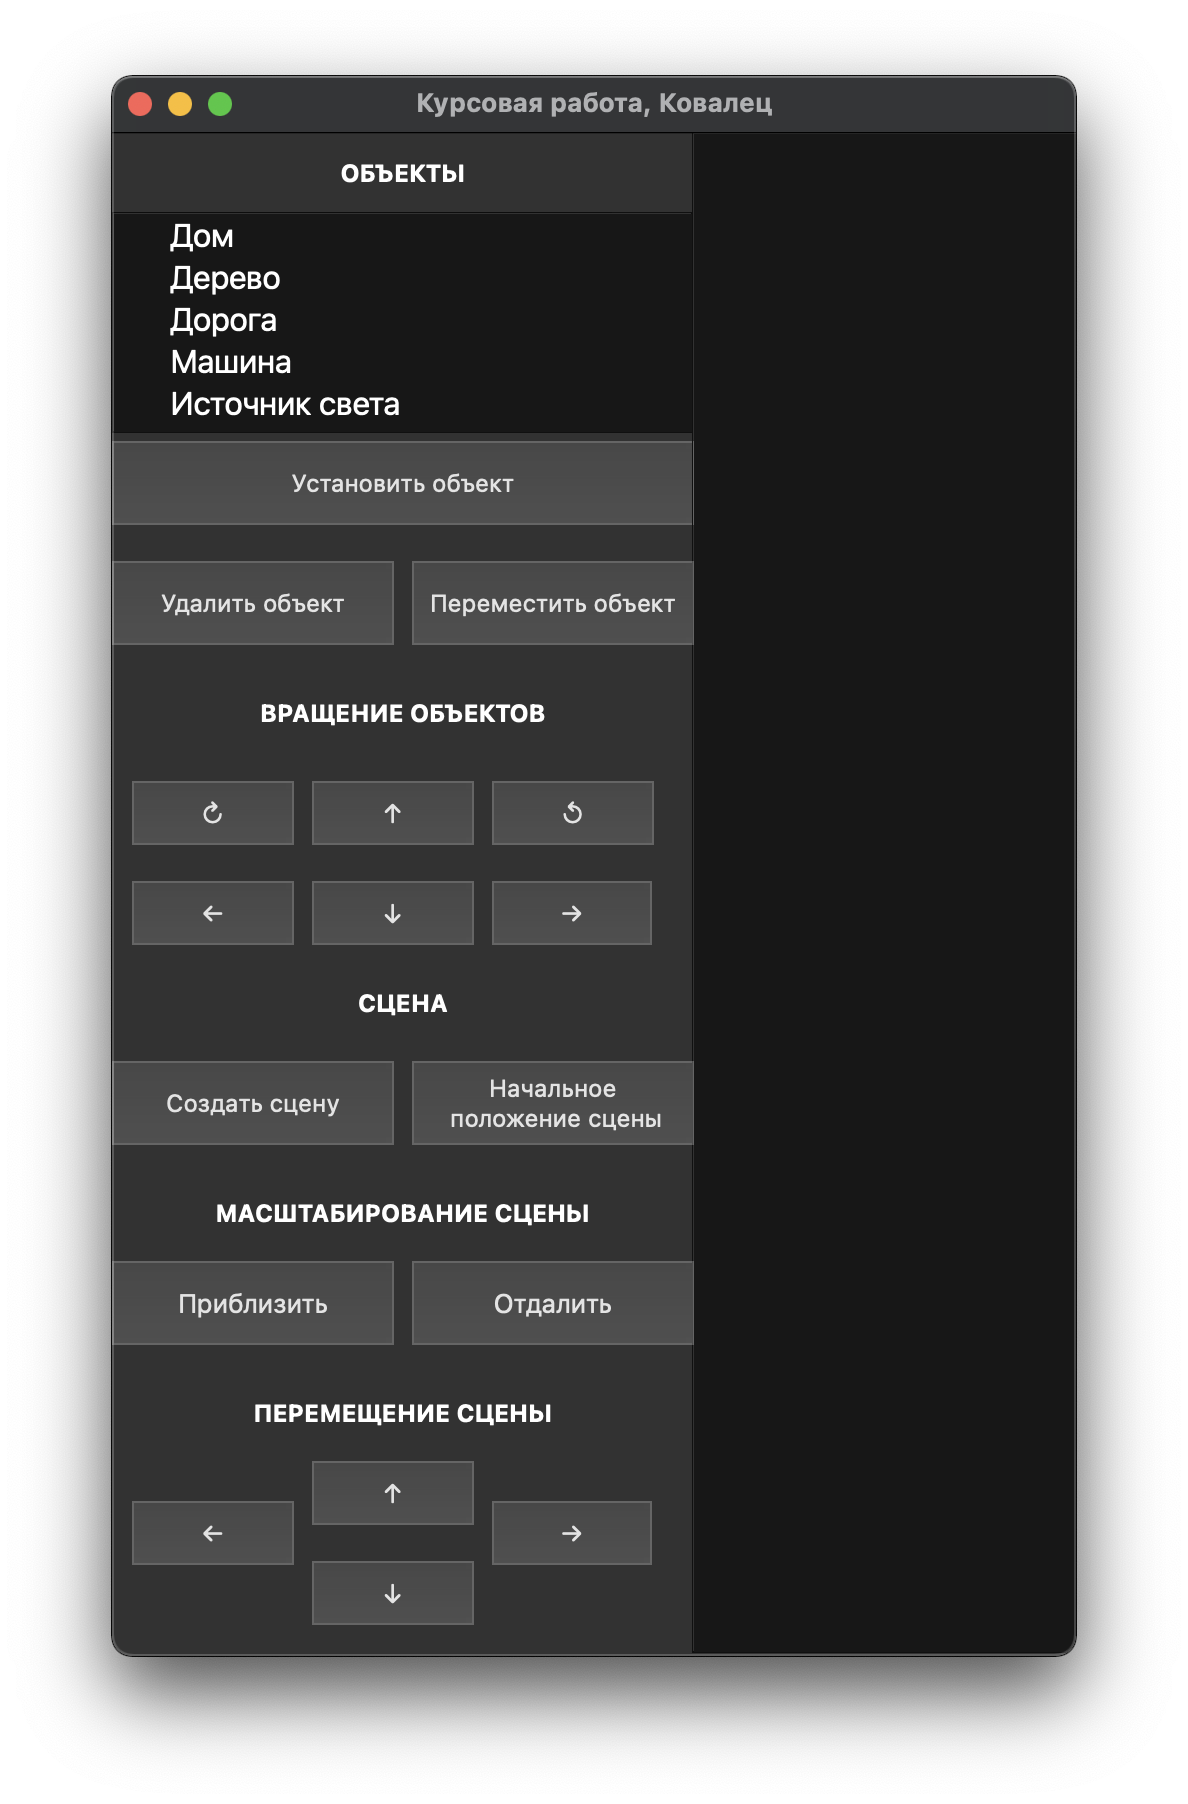 Курсовая работа, Ковалец
ОБЪЕКТЫ
Дом
Дерево
Дорога
Машина
Источник света
Установить объект
Удалить объект
Переместить объект
ВРАЩЕНИЕ ОБЪЕКТОВ
↻ ↑ ↺
← ↓ →
СЦЕНА
Создать сцену
Начальное
положение сцены
МАСШТАБИРОВАНИЕ СЦЕНЫ
Приблизить
Отдалить
ПЕРЕМЕЩЕНИЕ СЦЕНЫ
↑
← →
↓